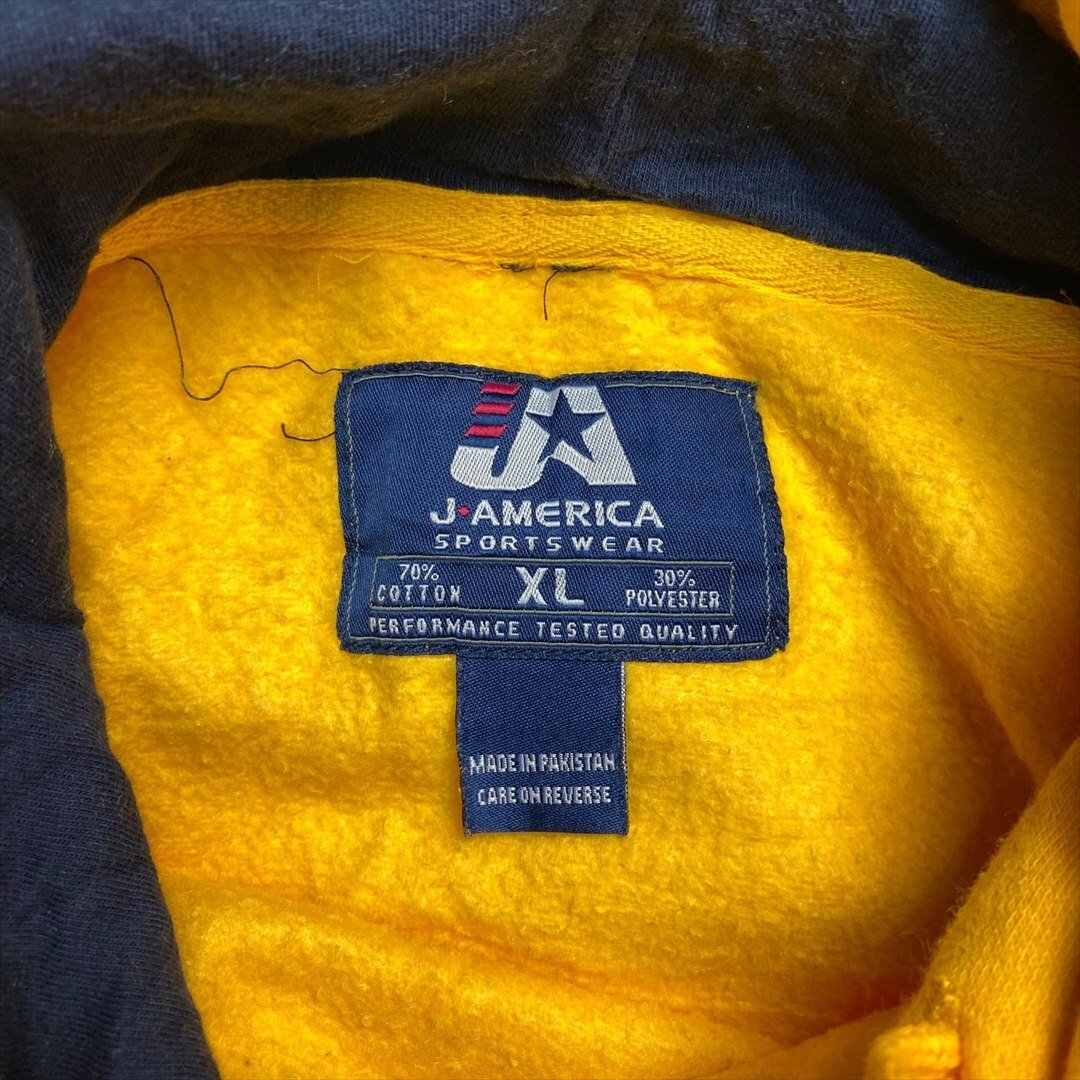 JA
J·AMERICA
SPORTSWEAR
70%
COTTON
XL
30%
POLYESTER
PERFORMANCE TESTED QUALITY
MADE IN PAKISTAN
CARE ON REVERSE